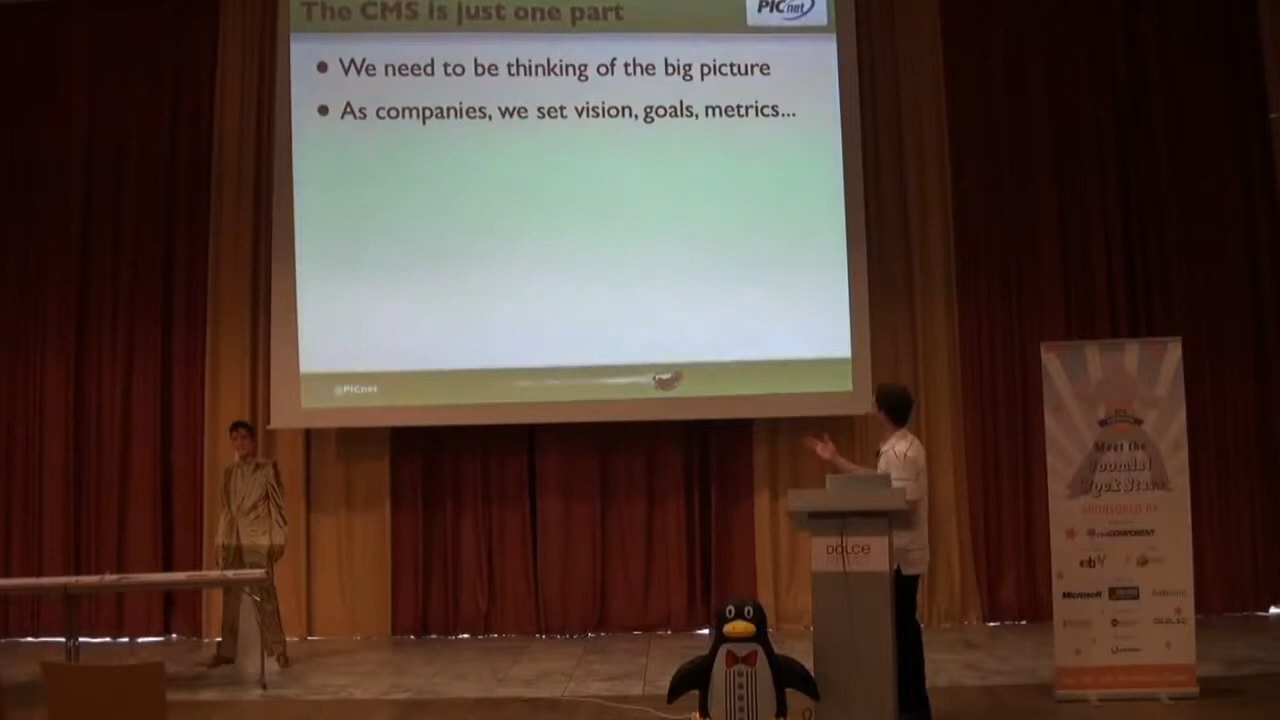 The CMS is just one part
PICnet
We need to be thinking of the big picture
As companies, we set vision, goals, metrics...
@PICnet
DOLCE
Meet the
Joomla!
Rock Stars
SPONSORED BY
ebay
Microsoft